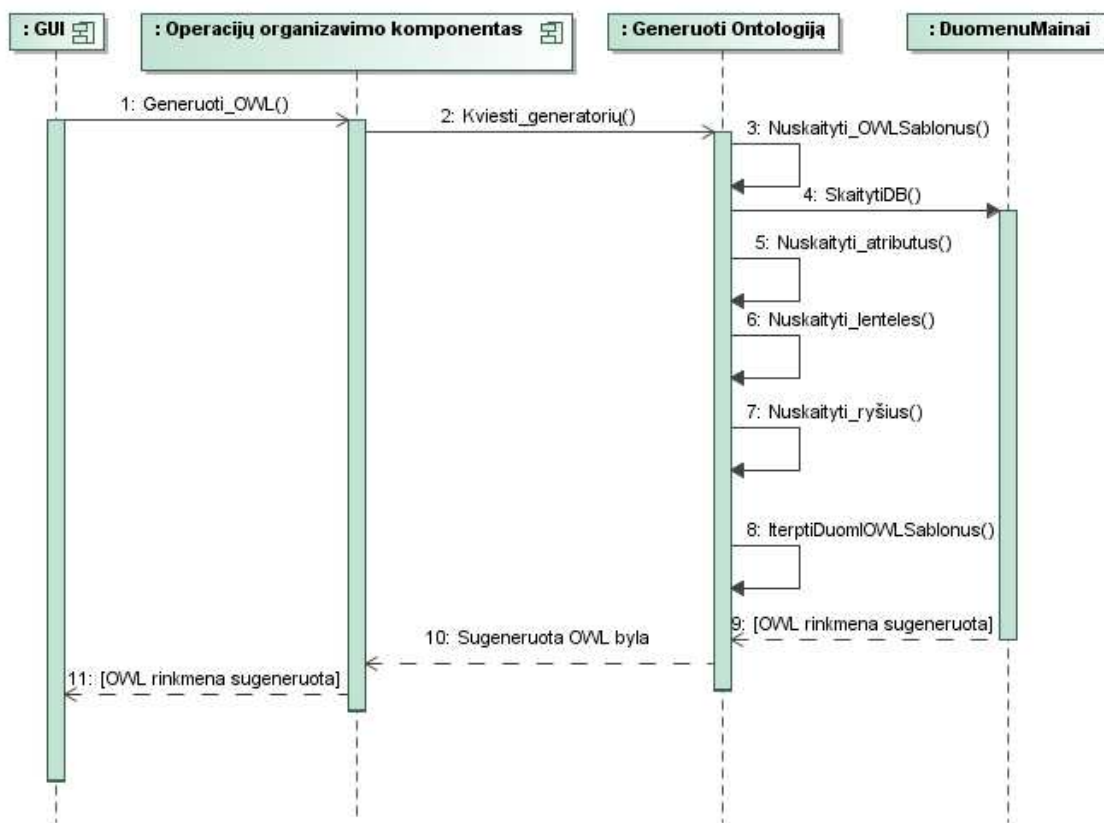 : GUI
: Operacijų organizavimo komponentas
: Generuoti Ontologiją
: DuomenuMainai
1: Generuoti_OWL()
2: Kviesti_generatorių()
3: Nuskaityti_OWLSablonus()
4: SkaitytiDB()
5: Nuskaityti_atributus()
6: Nuskaityti_lenteles()
7: Nuskaityti_ryšius()
8: IterptiDuomIOWLSablonus()
9: [OWL rinkmena sugeneruota]
10: Sugeneruota OWL byla
11: [OWL rinkmena sugeneruota]